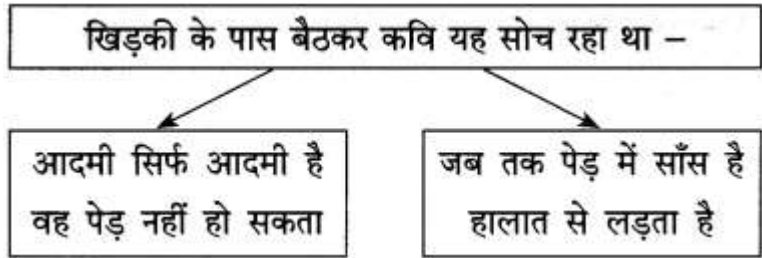 खिड़की के पास बैठकर कवि यह सोच रहा था –
आदमी सिर्फ आदमी है
वह पेड़ नहीं हो सकता
जब तक पेड़ में साँस है
हालात से लड़ता है